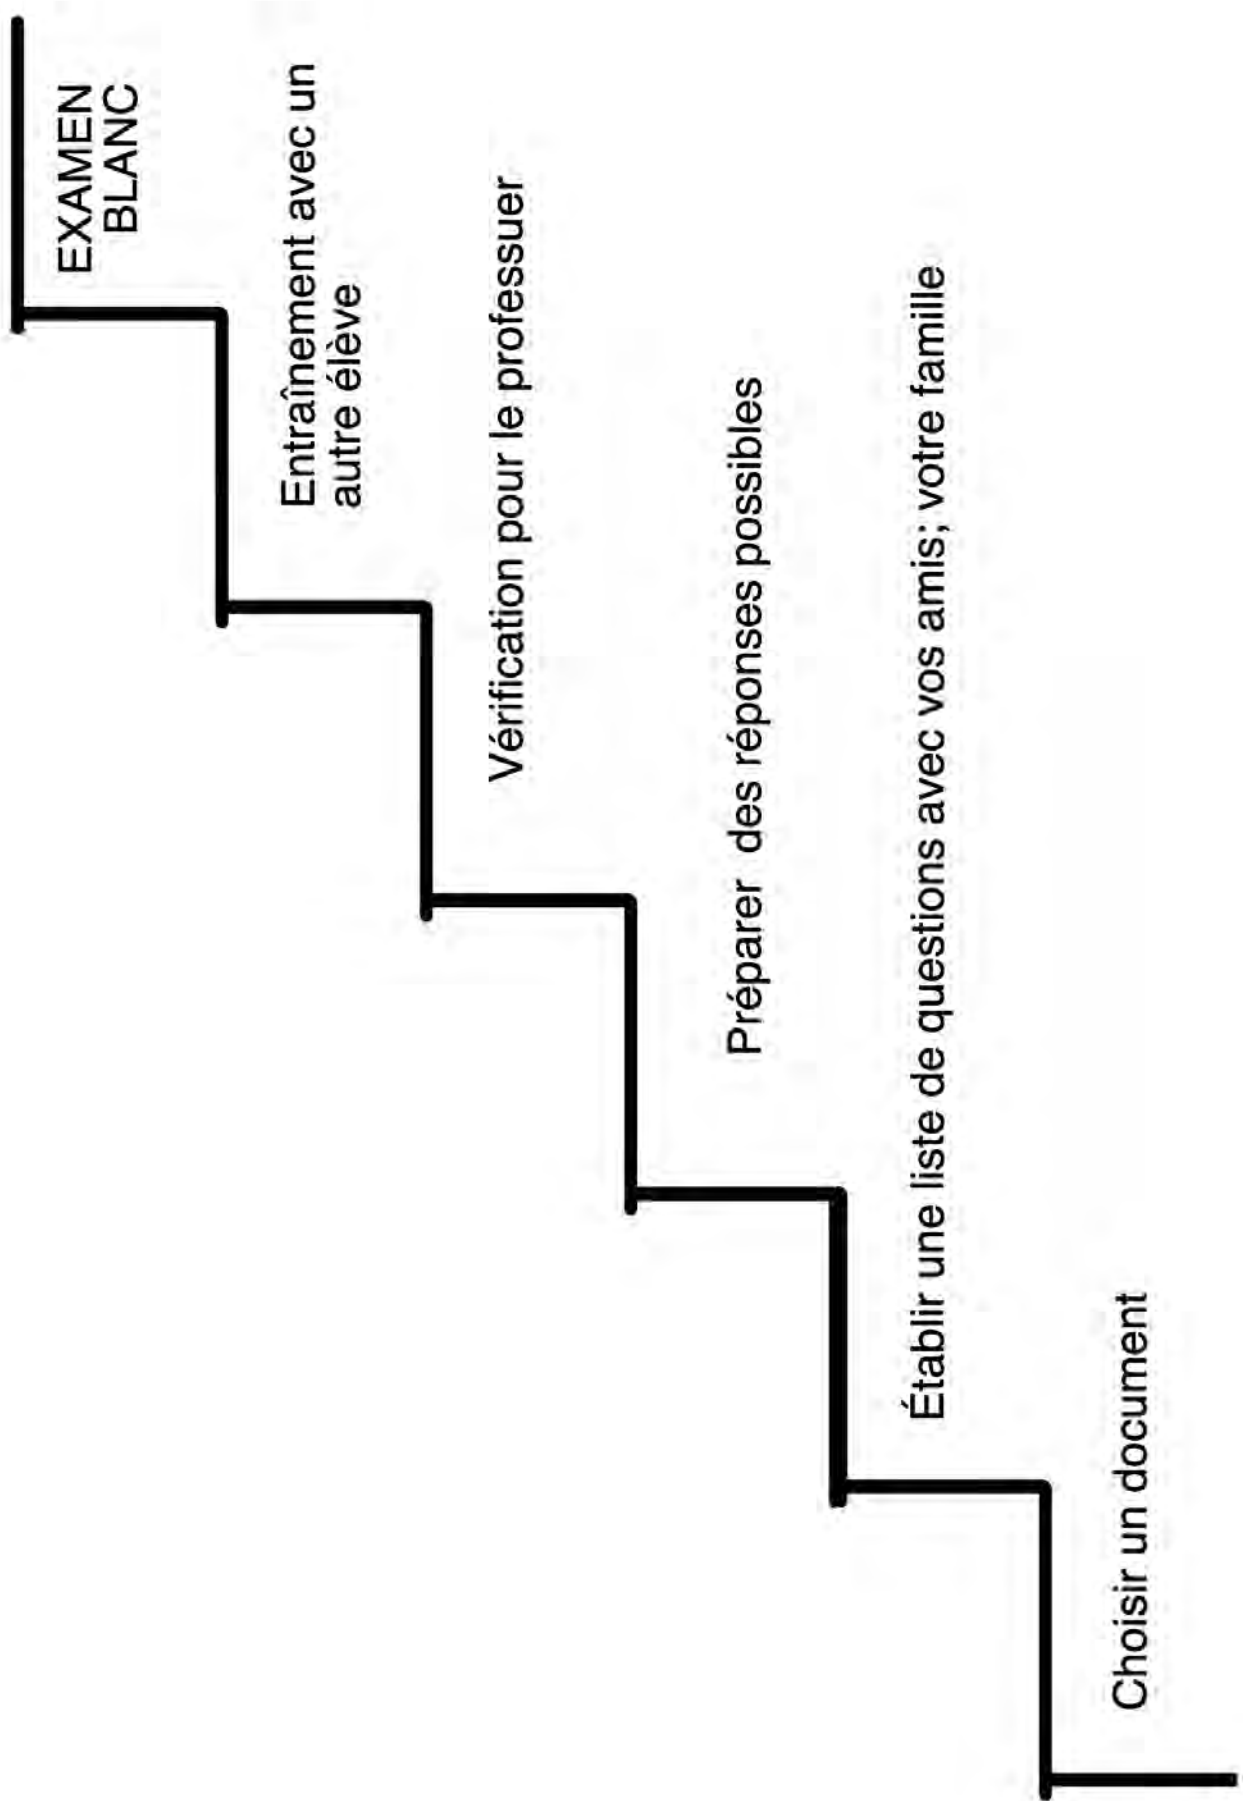 EXAMEN
BLANC
Entraînement avec un
autre élève
Vérification pour le professuer
Préparer des réponses possibles
Établir une liste de questions avec vos amis; votre famille
Choisir un document